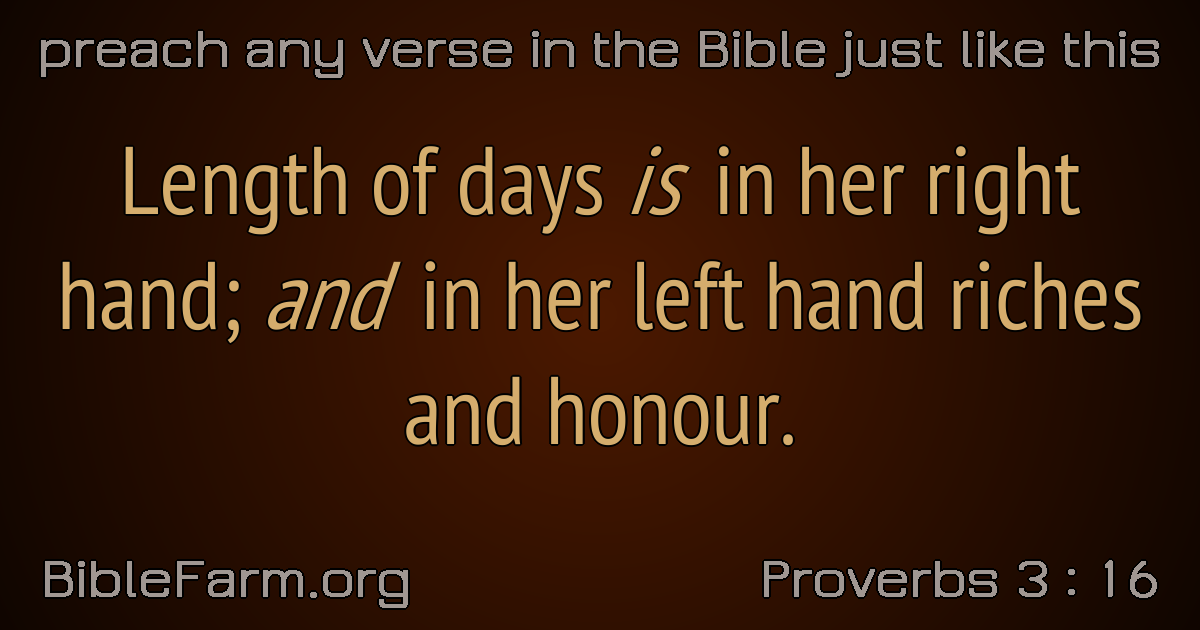 preach any verse in the Bible just like this
Length of days is in her right
hand; and in her left hand riches
and honour.
BibleFarm.org
Proverbs 3 : 16